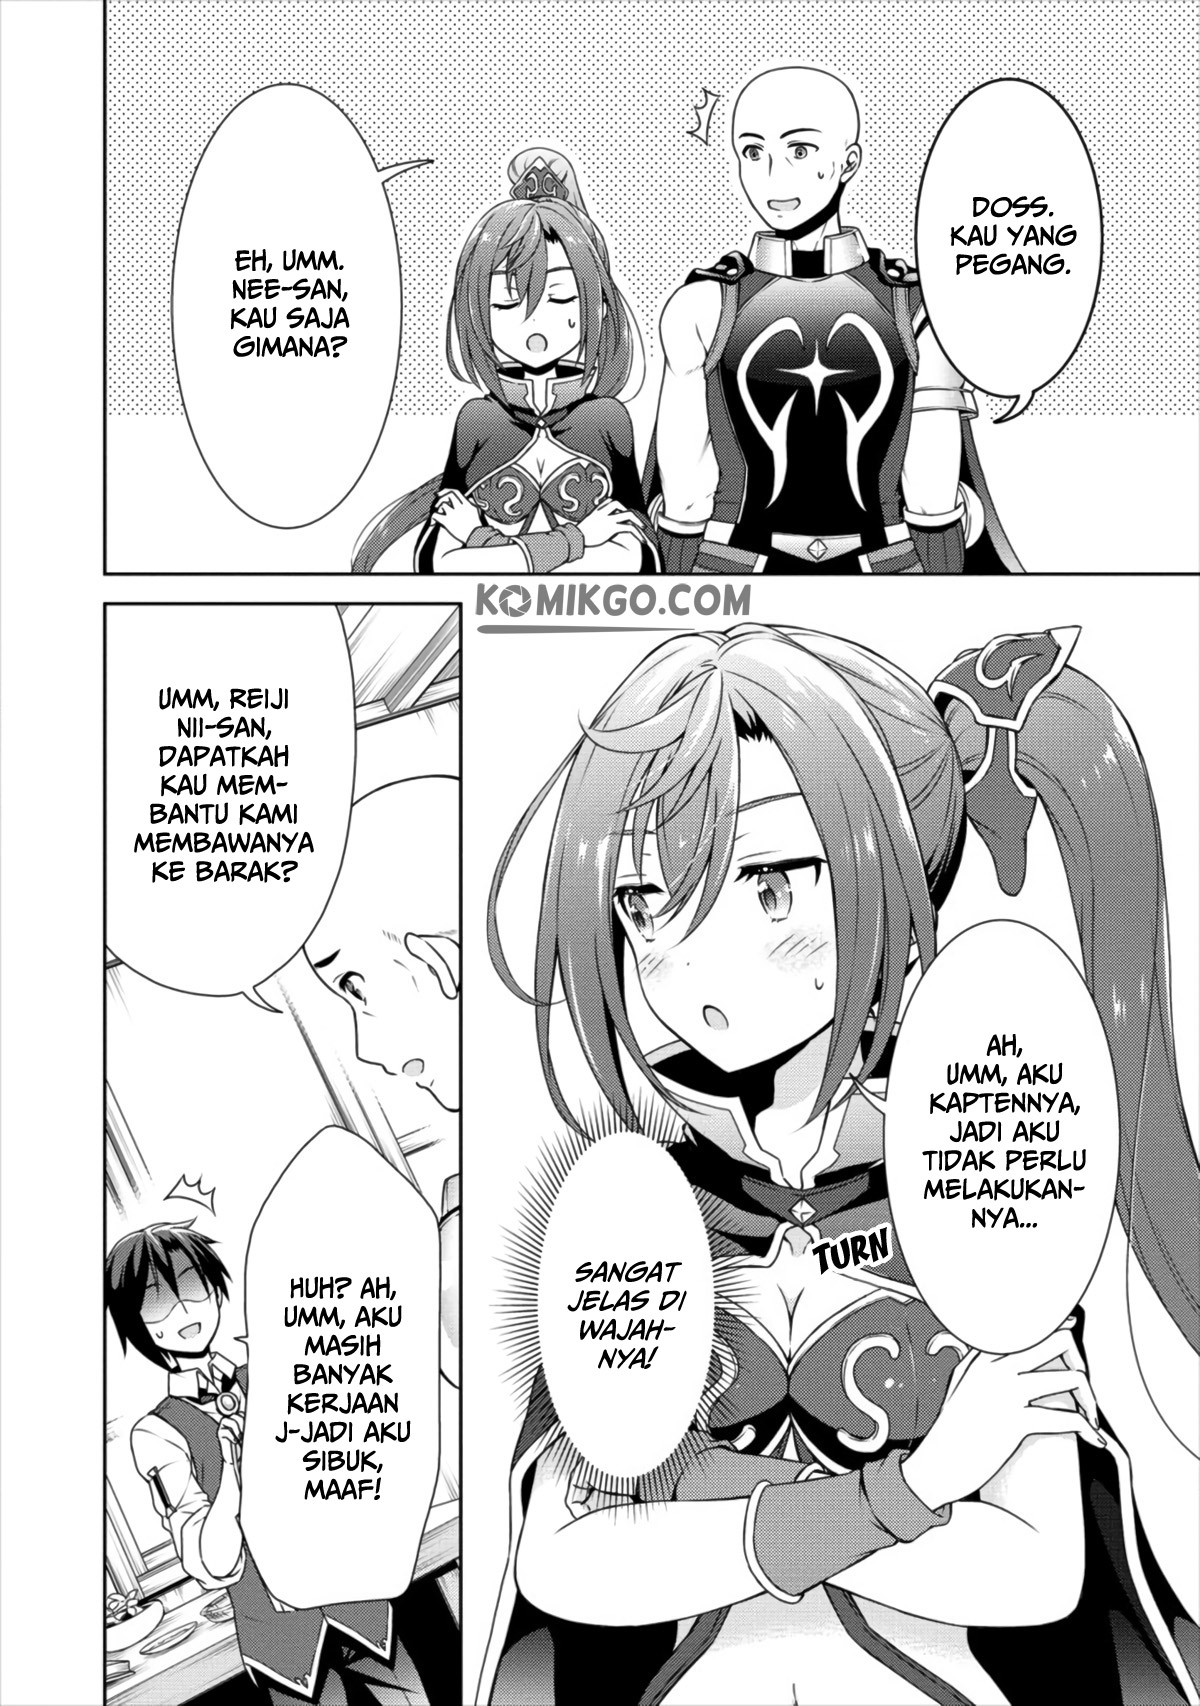 DOSS.
KAU YANG
PEGANG.
EH, UMM.
NEE-SAN,
KAU SAJA
GIMANA?
KOMIKGO.COM
AH,
UMM, AKU
KAPTENNYA,
JADI AKU
TIDAK PERLU
MELAKUKAN-
NYA...
TURN
SANGAT
JELAS DI
WAJAH-
NYA!
UMM, REIJI
NII-SAN,
DAPATKAH
KAU MEM-
BANTU KAMI
MEMBAWANYA
KE BARAK?
HUH? AH,
UMM, AKU
MASIH
BANYAK
KERJAAN
J-JADI AKU
SIBUK,
MAAF!